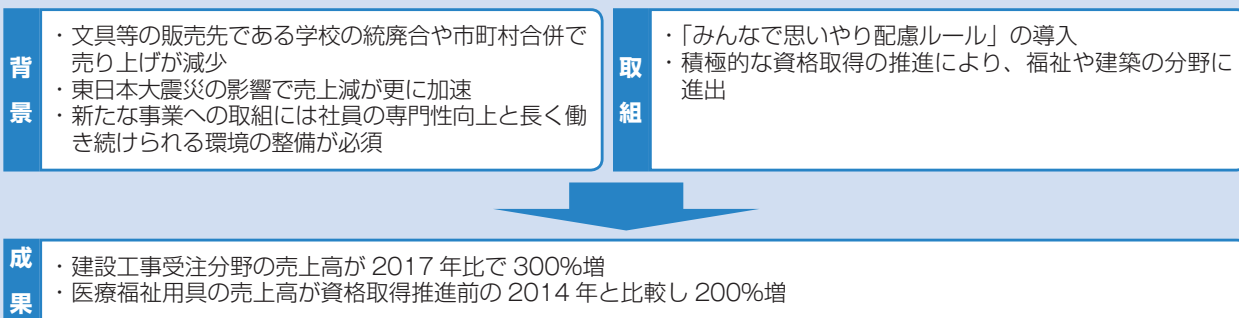 背景
・文具等の販売先である学校の統廃合や市町村合併で
売り上げが減少
・東日本大震災の影響で売上減が更に加速
・新たな事業への取組には社員の専門性向上と長く働
き続けられる環境の整備が必須
取組
・「みんなで思いやり配慮ルール」の導入
・積極的な資格取得の推進により、福祉や建築の分野に
進出
成果
・建設工事受注分野の売上高が 2017 年比で 300%増
・医療福祉用具の売上高が資格取得推進前の 2014 年と比較し 200%増